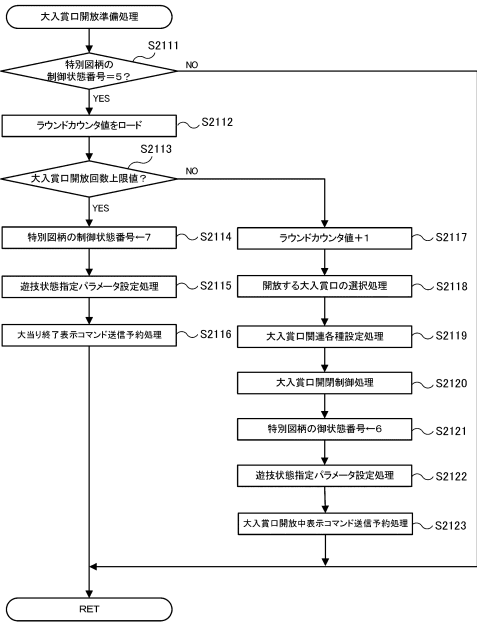 大入賞口開放準備処理
S2111
特別図柄の
制御状態番号＝5？
NO
YES
ラウンドカウンタ値をロード
S2112
S2113
大入賞口開放回数上限値？
NO
YES
特別図柄の制御状態番号←7
S2114
遊技状態指定パラメータ設定処理
S2115
大当り終了表示コマンド送信予約処理
S2116
ラウンドカウンタ値＋1
S2117
開放する大入賞口の選択処理
S2118
大入賞口関連各種設定処理
S2119
大入賞口開閉制御処理
S2120
特別図柄の御状態番号←6
S2121
遊技状態指定パラメータ設定処理
S2122
大入賞口開放中表示コマンド送信予約処理
S2123
RET